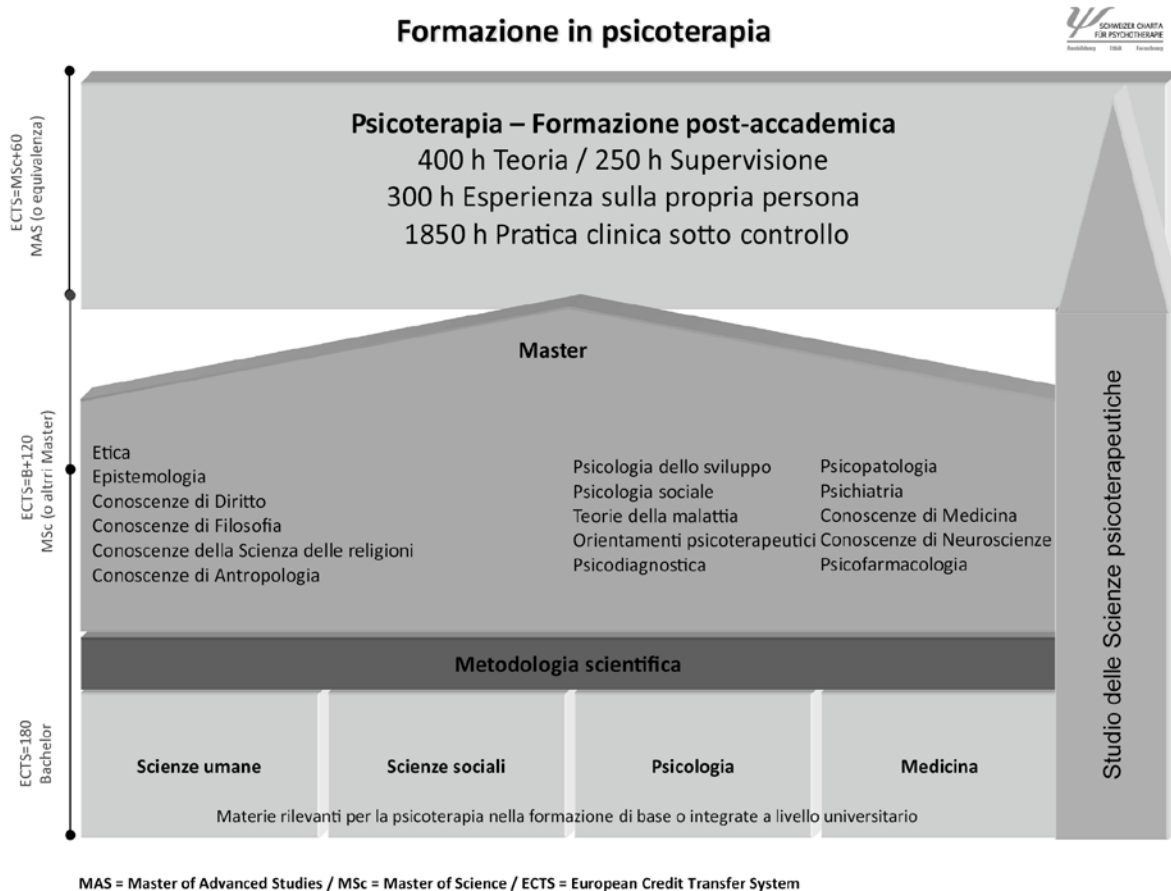 Formazione in psicoterapia
SCHWEIZER CHARTA
FÜR PSYCHOTHERAPIE
Ausbildung Ethik Forschung
ECTS=MSc+60
MAS (o equivalenza)
Psicoterapia – Formazione post-accademica
400 h Teoria / 250 h Supervisione
300 h Esperienza sulla propria persona
1850 h Pratica clinica sotto controllo
ECTS=B+120
MSc (o altrri Master)
Master
Etica
Epistemologia
Conoscenze di Diritto
Conoscenze di Filosofia
Conoscenze della Scienza delle religioni
Conoscenze di Antropologia
Psicologia dello sviluppo
Psicologia sociale
Teorie della malattia
Orientamenti psicoterapeutici
Psicodiagnostica
Psicopatologia
Psichiatria
Conoscenze di Medicina
Conoscenze di Neuroscienze
Psicofarmacologia
Studio delle Scienze psicoterapeutiche
Metodologia scientifica
ECTS=180
Bachelor
Scienze umane
Scienze sociali
Psicologia
Medicina
Materie rilevanti per la psicoterapia nella formazione di base o integrate a livello universitario
MAS = Master of Advanced Studies / MSc = Master of Science / ECTS = European Credit Transfer System